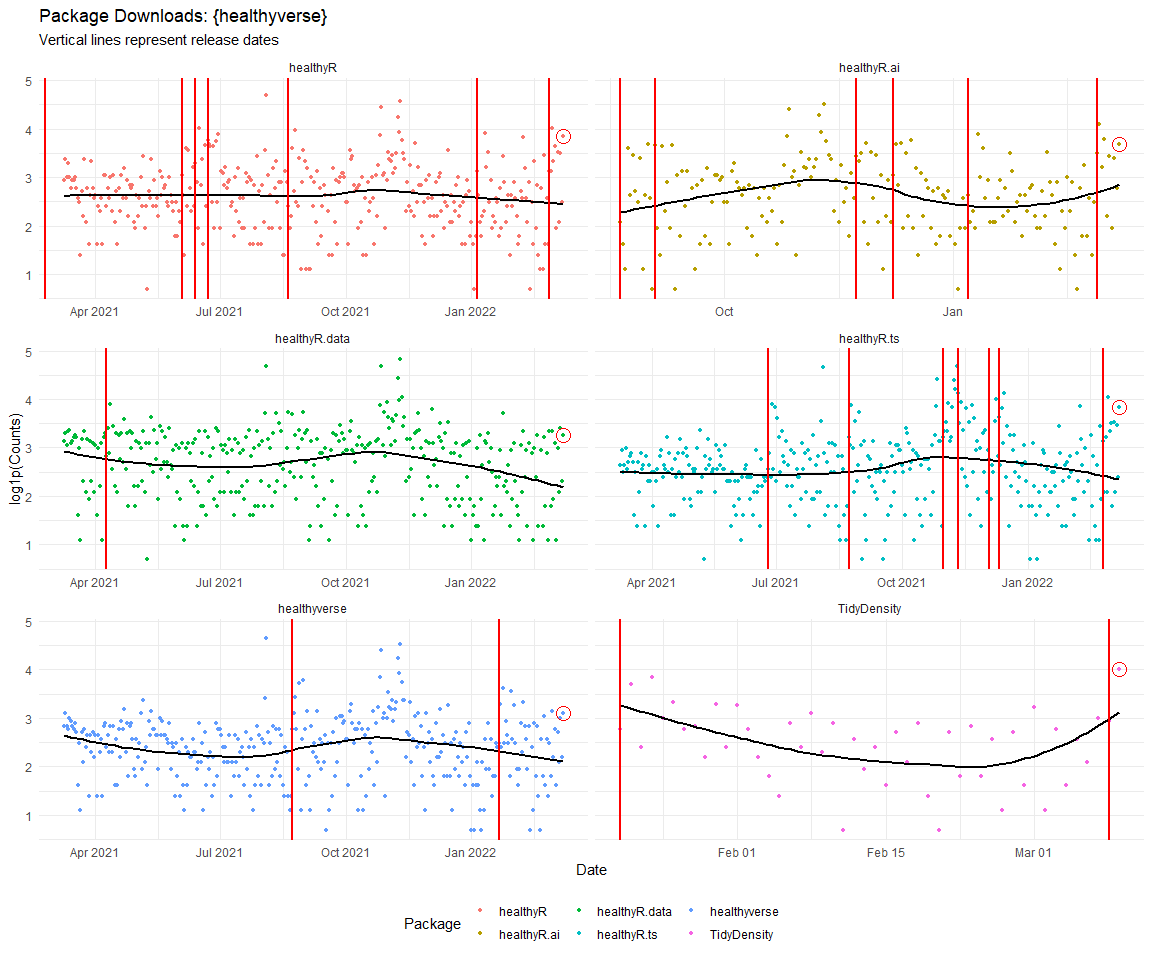 Package Downloads: {healthyverse}
Vertical lines represent release dates
healthyR
healthyR.ai
5
4
3
2
1
Apr 2021
Jul 2021
Oct 2021
Jan 2022
Oct
Jan
healthyR.data
healthyR.ts
5
4
3
2
1
log1p(Counts)
Apr 2021
Jul 2021
Oct 2021
Jan 2022
Apr 2021
Jul 2021
Oct 2021
Jan 2022
healthyverse
TidyDensity
5
4
3
2
1
Apr 2021
Jul 2021
Oct 2021
Jan 2022
Feb 01
Feb 15
Mar 01
Date
Package
healthyR
healthyR.data
healthyverse
healthyR.ai
healthyR.ts
TidyDensity